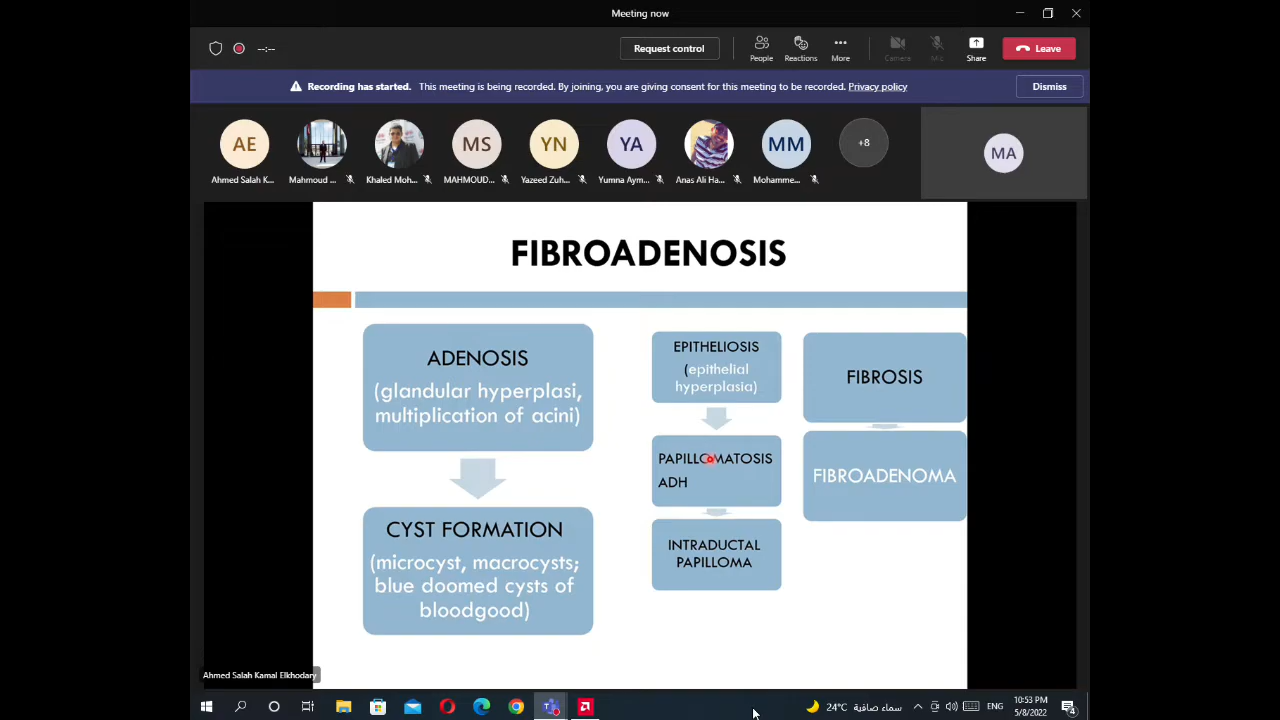 Meeting now
--:--
Request control
People
Reactions
More
Camera
Mic
Share
Leave
Recording has started. This meeting is being recorded. By joining, you are giving consent for this meeting to be recorded. Privacy policy
Dismiss
AE
MS
YN
YA
MM
+8
MA
Ahmed Salah K...
Mahmoud ...
Khaled Moh...
MAHMOUD...
Yazeed Zuh...
Yumna Aym...
Anas Ali Ha...
Mohamme...
FIBROADENOSIS
ADENOSIS
(glandular hyperplasi,
multiplication of acini)
CYST FORMATION
(microcyst, macrocysts;
blue doomed cysts of
bloodgood)
EPITHELIOSIS
(epithelial
hyperplasia)
PAPILLOMATOSIS
ADH
INTRADUCTAL
PAPILLOMA
FIBROSIS
FIBROADENOMA
Ahmed Salah Kamal Elkhodary
24°C سماء صافية
ENG
10:53 PM
5/8/2022
4